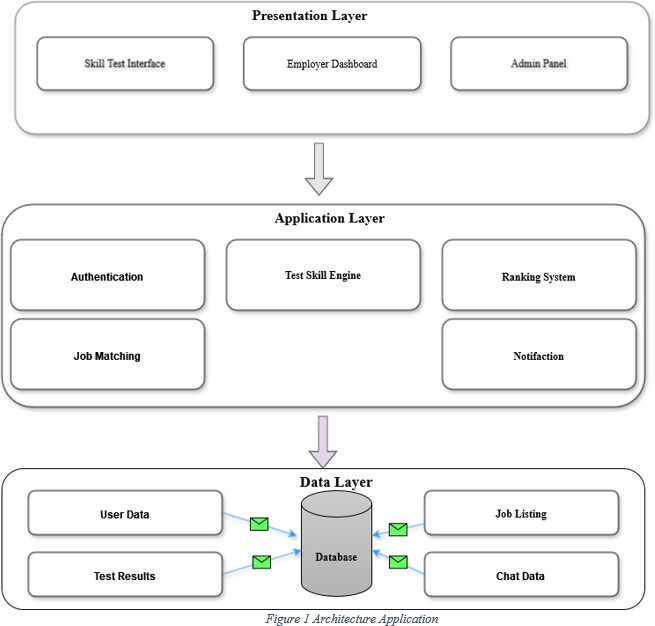 Presentation Layer
Skill Test Interface
Employer Dashboard
Admin Panel
Application Layer
Authentication
Test Skill Engine
Ranking System
Job Matching
Notifaction
Data Layer
User Data
Job Listing
Database
Test Results
Chat Data
Figure 1 Architecture Application